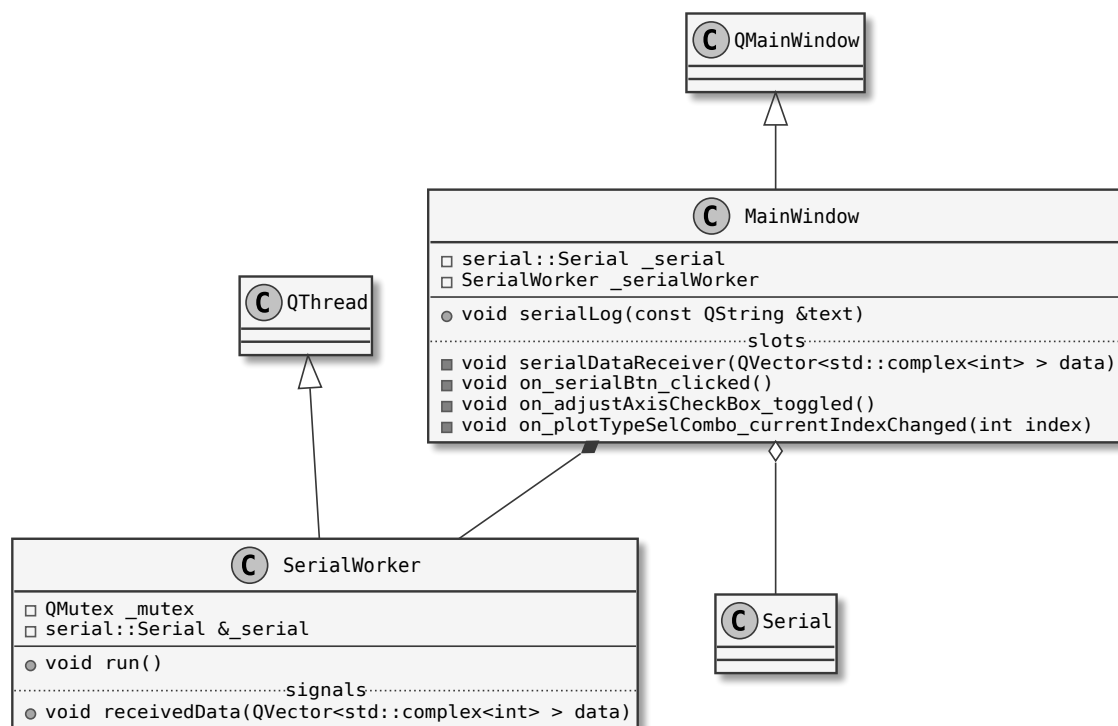 C QMainWindow
C MainWindow
serial::Serial _serial
SerialWorker _serialWorker
void serialLog(const QString &text)
slots
void serialDataReceiver(QVector<std::complex<int> > data)
void on_serialBtn_clicked()
void on_adjustAxisCheckBox_toggled()
void on_plotTypeSelCombo_currentIndexChanged(int index)
C QThread
C SerialWorker
QMutex _mutex
serial::Serial &_serial
void run()
signals
void receivedData(QVector<std::complex<int> > data)
C Serial